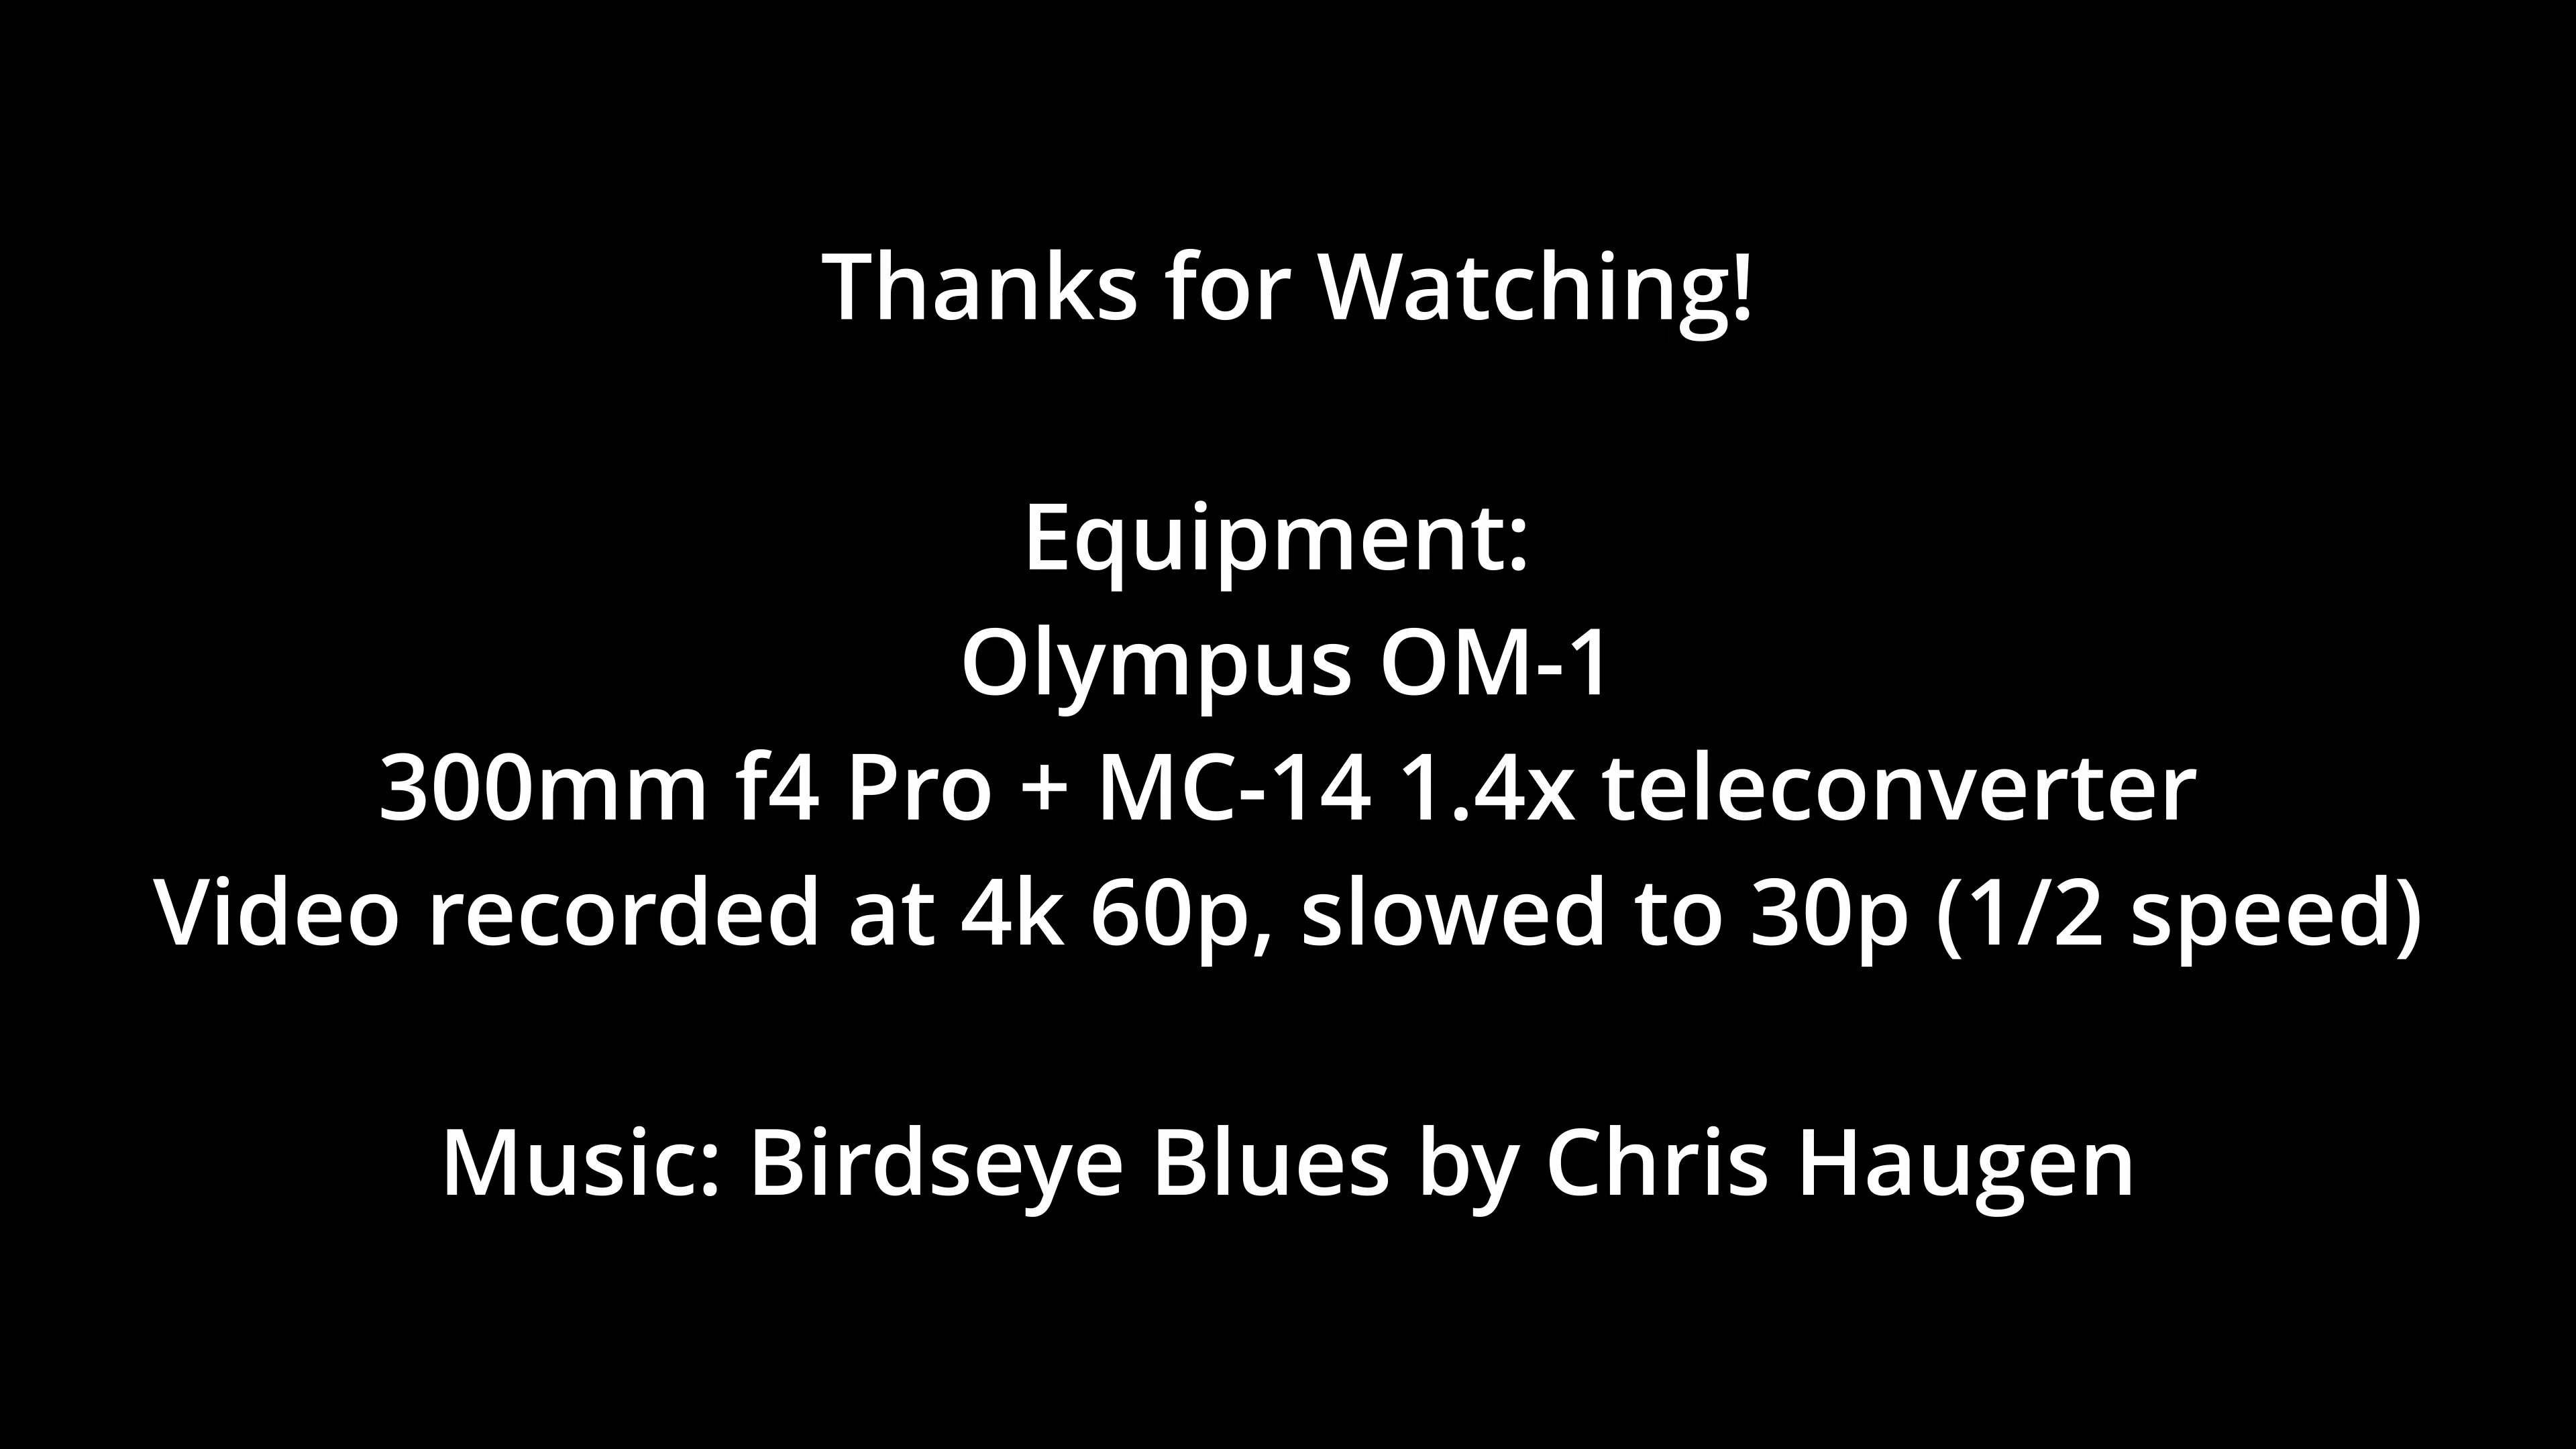 Thanks for Watching!
Equipment:
Olympus OM-1
300mm f4 Pro + MC-14 1.4x teleconverter
Video recorded at 4k 60p, slowed to 30p (1/2 speed)
Music: Birdseye Blues by Chris Haugen